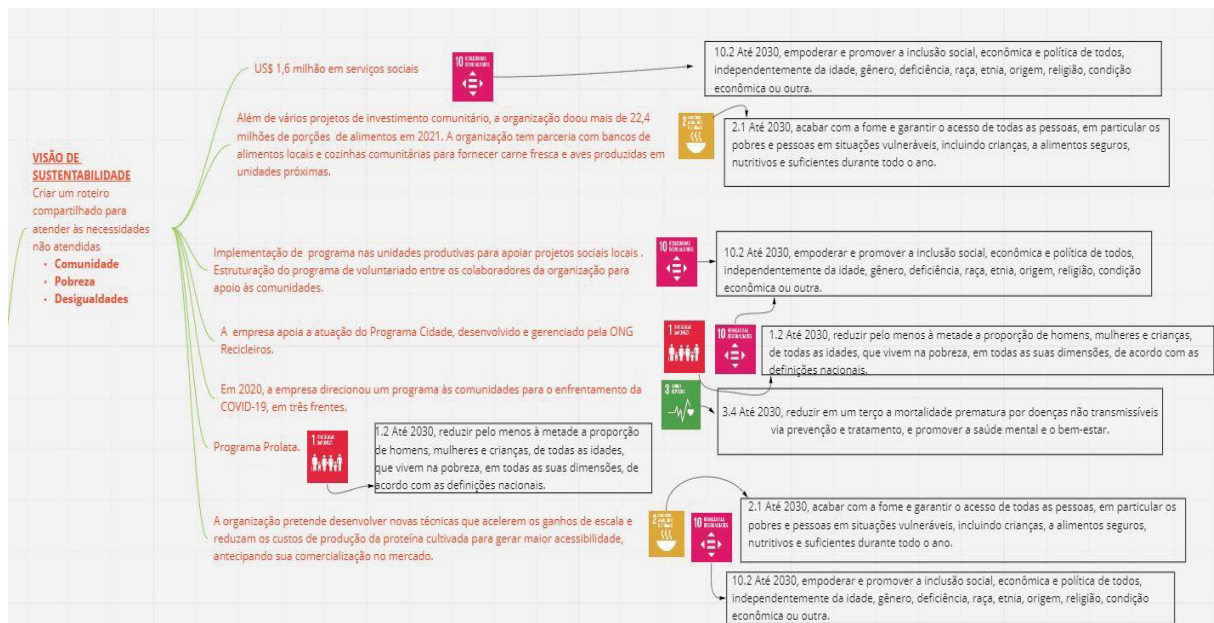 VISÃO DE
SUSTENTABILIDADE
Criar um roteiro
compartilhado para
atender às necessidades
não atendidas
• Comunidade
• Pobreza
• Desigualdades
US$ 1,6 milhão em serviços sociais
10
10.2 Até 2030, empoderar e promover a inclusão social, econômica e política de todos,
independentemente da idade, gênero, deficiência, raça, etnia, origem, religião, condição
econômica ou outra.
Além de vários projetos de investimento comunitário, a organização doou mais de 22,4
milhões de porções de alimentos em 2021. A organização tem parceria com bancos de
alimentos locais e cozinhas comunitárias para fornecer carne fresca e aves produzidas em
unidades próximas.
2
2.1 Até 2030, acabar com a fome e garantir o acesso de todas as pessoas, em particular os
pobres e pessoas em situações vulneráveis, incluindo crianças, a alimentos seguros,
nutritivos e suficientes durante todo o ano.
Implementação de programa nas unidades produtivas para apoiar projetos sociais locais .
Estruturação do programa de voluntariado entre os colaboradores da organização para
apoio às comunidades.
10
10.2 Até 2030, empoderar e promover a inclusão social, econômica e política de todos,
independentemente da idade, gênero, deficiência, raça, etnia, origem, religião, condição
econômica ou outra.
A empresa apoia a atuação do Programa Cidade, desenvolvido e gerenciado pela ONG
Recicleiros.
1
10
1.2 Até 2030, reduzir pelo menos à metade a proporção de homens, mulheres e crianças,
de todas as idades, que vivem na pobreza, em todas as suas dimensões, de acordo com as
definições nacionais.
Em 2020, a empresa direcionou um programa às comunidades para o enfrentamento da
COVID-19, em três frentes.
3
3.4 Até 2030, reduzir em um terço a mortalidade prematura por doenças não transmissíveis
via prevenção e tratamento, e promover a saúde mental e o bem-estar.
Programa Prolata.
1
1.2 Até 2030, reduzir pelo menos à metade a proporção
de homens, mulheres e crianças, de todas as idades,
que vivem na pobreza, em todas as suas dimensões, de
acordo com as definições nacionais.
A organização pretende desenvolver novas técnicas que acelerem os ganhos de escala e
reduzam os custos de produção da proteína cultivada para gerar maior acessibilidade,
antecipando sua comercialização no mercado.
2
10
2.1 Até 2030, acabar com a fome e garantir o acesso de todas as pessoas, em particular os
pobres e pessoas em situações vulneráveis, incluindo crianças, a alimentos seguros,
nutritivos e suficientes durante todo o ano.
10.2 Até 2030, empoderar e promover a inclusão social, econômica e política de todos,
independentemente da idade, gênero, deficiência, raça, etnia, origem, religião, condição
econômica ou outra.